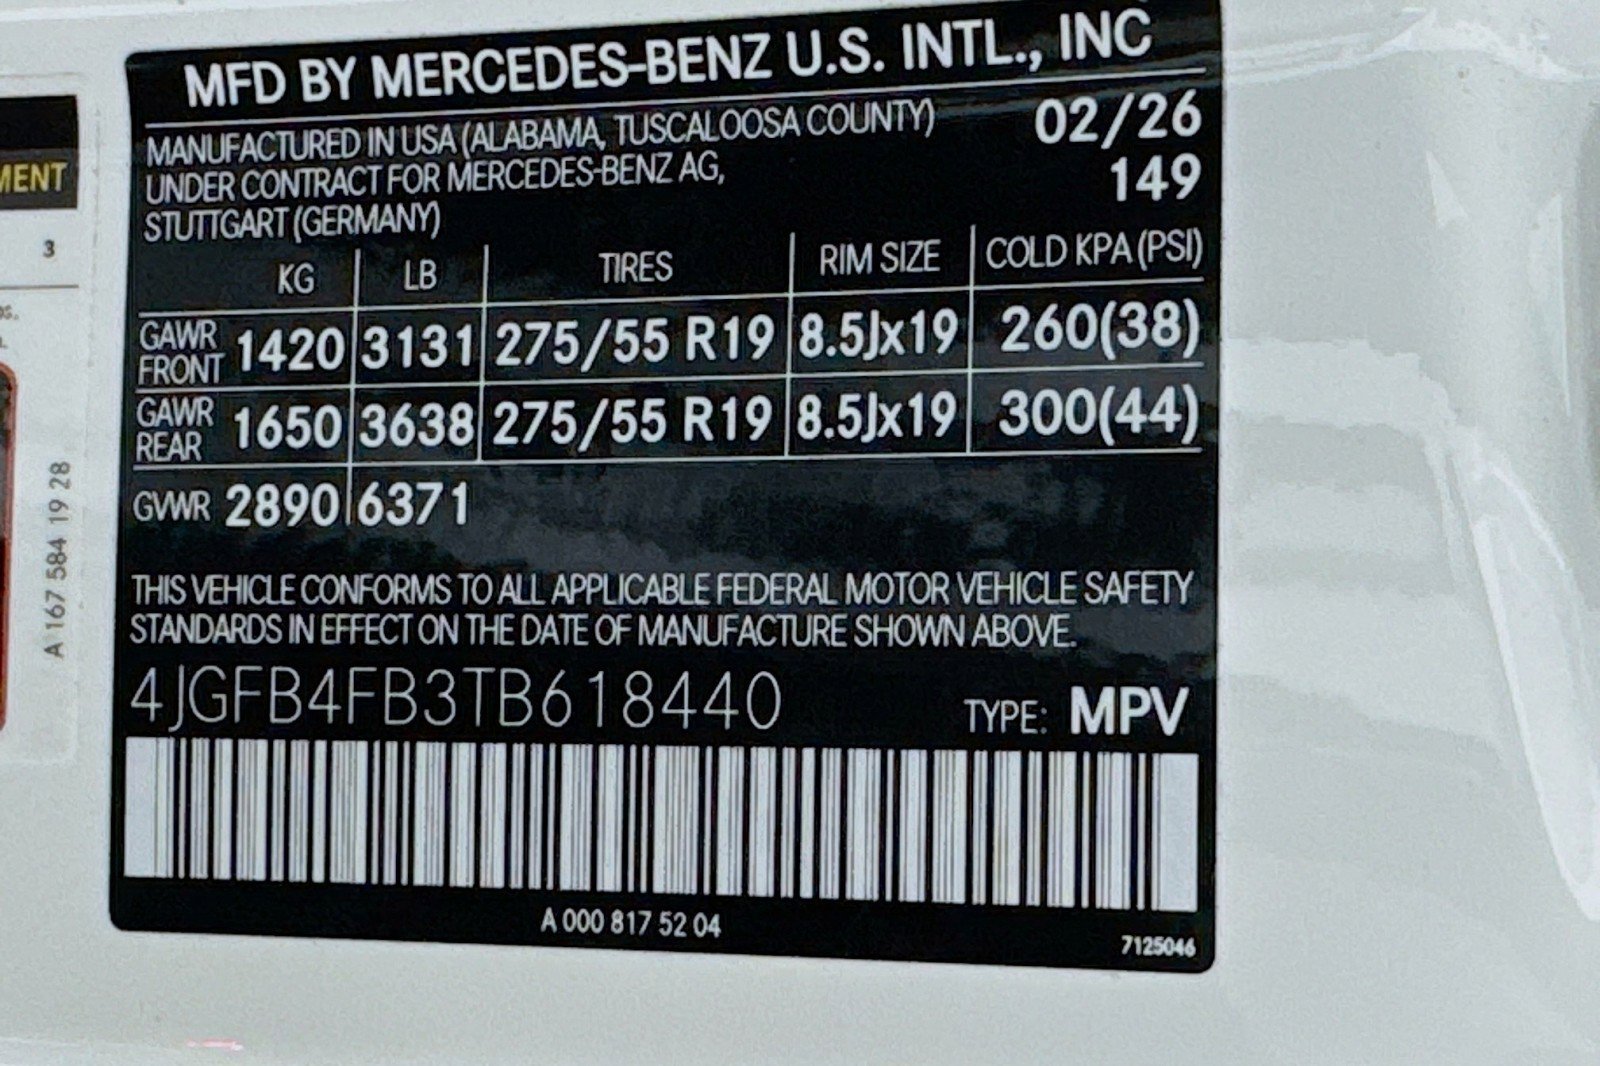 MFD BY MERCEDES-BENZ U.S. INTL., INC
MANUFACTURED IN USA (ALABAMA, TUSCALOOSA COUNTY) 02/26
UNDER CONTRACT FOR MERCEDES-BENZ AG, 149
STUTTGART (GERMANY)
KG LB TIRES RIM SIZE COLD KPA (PSI)
GAWR FRONT 1420 3131 275/55 R19 8.5Jx19 260(38)
GAWR REAR 1650 3638 275/55 R19 8.5Jx19 300(44)
GVWR 2890 6371
THIS VEHICLE CONFORMS TO ALL APPLICABLE FEDERAL MOTOR VEHICLE SAFETY
STANDARDS IN EFFECT ON THE DATE OF MANUFACTURE SHOWN ABOVE.
4JGFB4FB3TB618440 TYPE: MPV
A 000 817 52 04
7125046
MENT
3
A 167 584 19 28